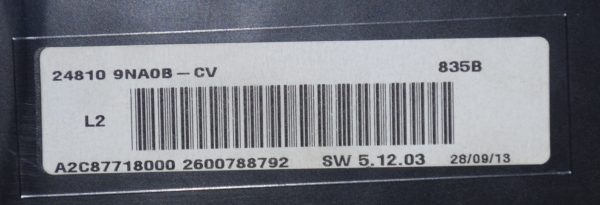 24810 9NA0B – CV 835B
L2
A2C87718000 2600788792 SW 5.12.03 28/09/13